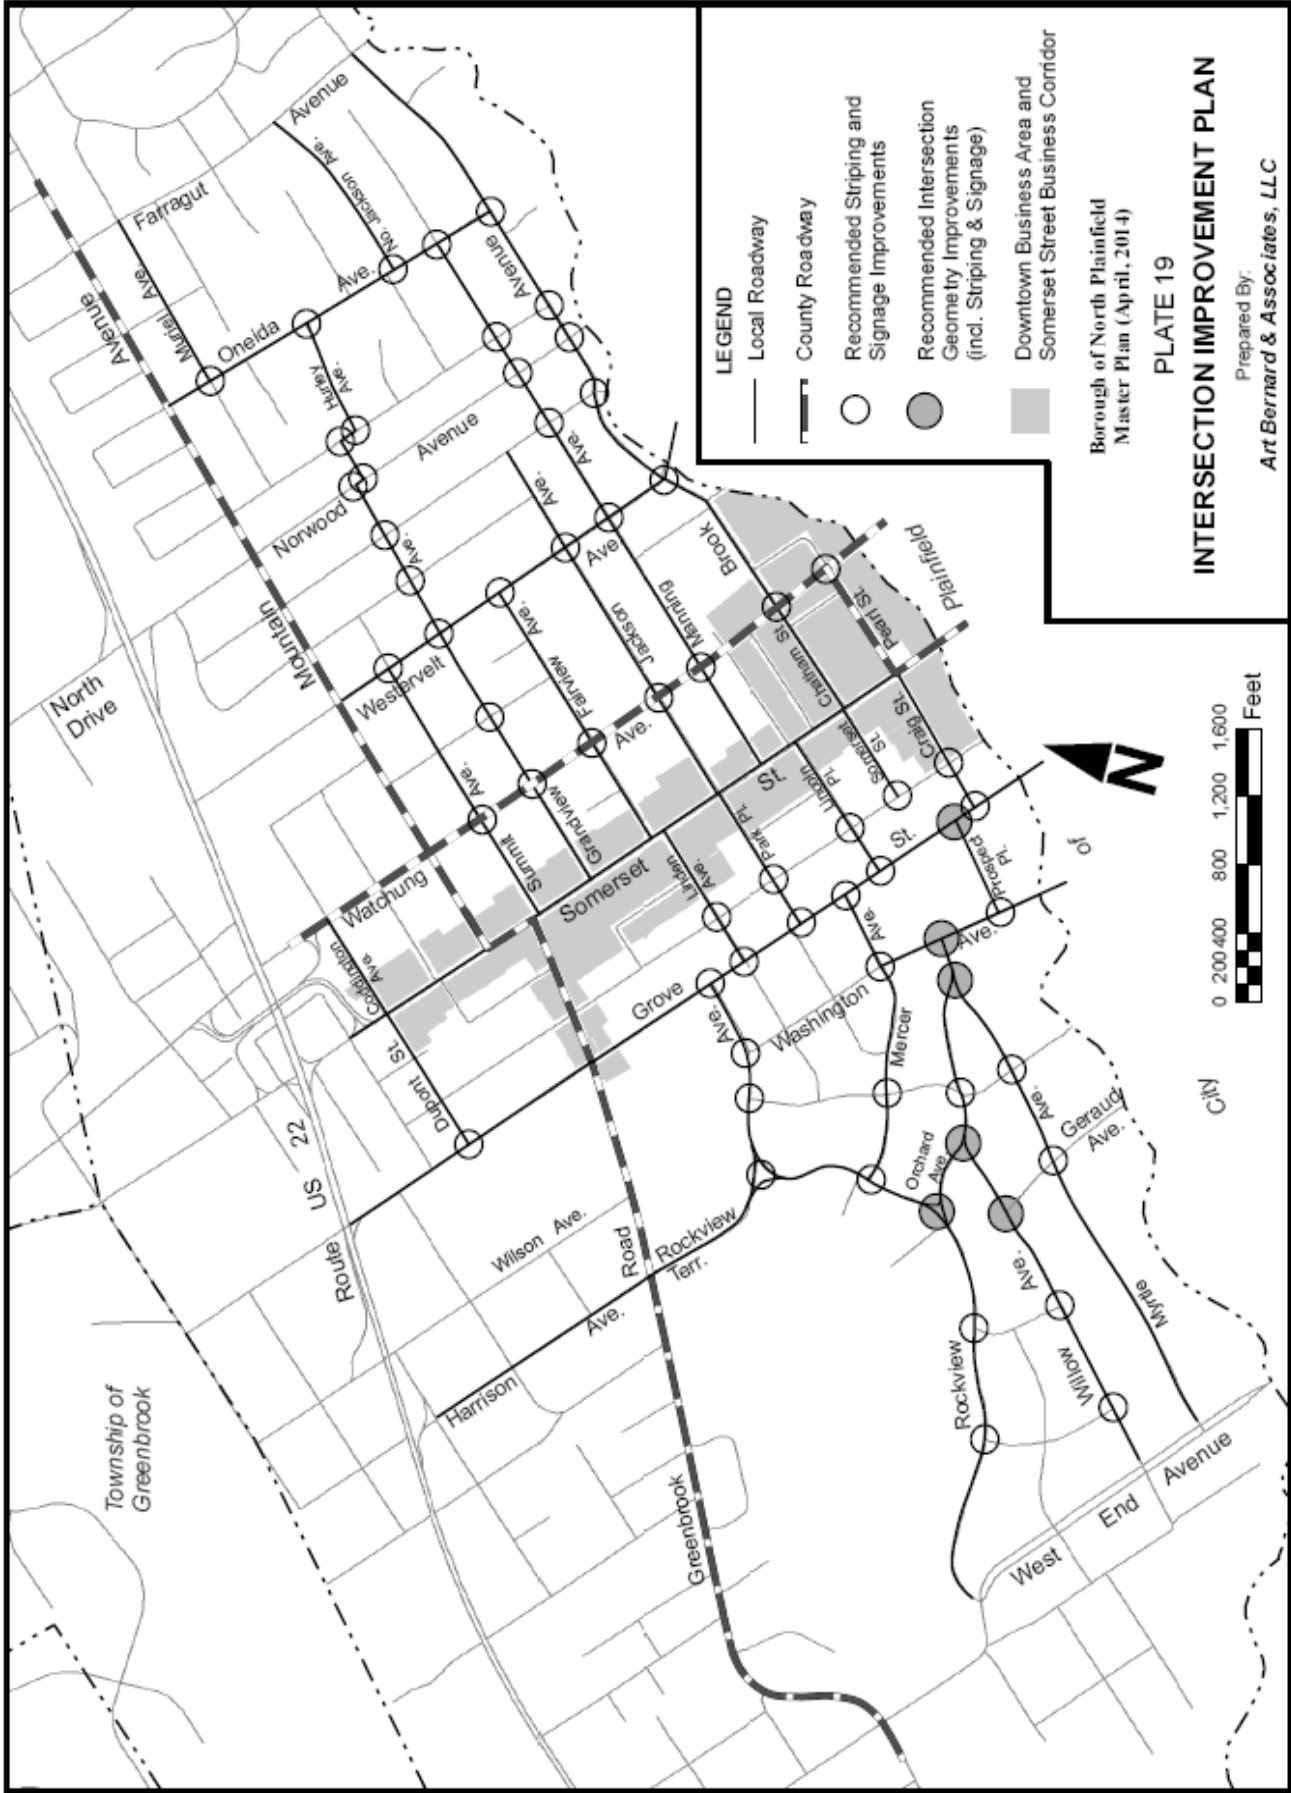 Township of
Greenbrook
North
Drive
Route
US
22
Mountain
Avenue
Farragut
Avenue
Muriel
Ave.
Oneida
Ave.
No. Jackson
Ave.
Hurley
Ave.
Norwood
Avenue
Westervelt
Ave
Ave.
Summit
Ave.
Grandview
Ave.
Fairview
Ave.
Jackson
Ave.
Manning
Ave.
Brook
Avenue
Watchung
Ave.
Coddington
Ave.
Dupont
St.
Somerset
St.
Linden
Ave.
Park Pl.
Lincoln
Pl.
Somerset
St.
Chatham St.
Craig St.
Pearl St.
Grove
St.
Prospect
Pl.
Washington
Ave.
Mercer
Ave.
Ave.
Rockview
Terr.
Wilson Ave.
Harrison
Ave.
Greenbrook
Road
Orchard
Ave.
Rockview
Willow
Ave.
Myrtle
Ave.
Geraud
Ave.
West
End
Avenue
City
of
Plainfield
N
0 200 400 800 1,200 1,600
Feet
LEGEND
Local Roadway
County Roadway
Recommended Striping and
Signage Improvements
Recommended Intersection
Geometry Improvements
(incl. Striping & Signage)
Downtown Business Area and
Somerset Street Business Corridor
Borough of North Plainfield
Master Plan (April, 2014)
PLATE 19
INTERSECTION IMPROVEMENT PLAN
Prepared By:
Art Bernard & Associates, LLC